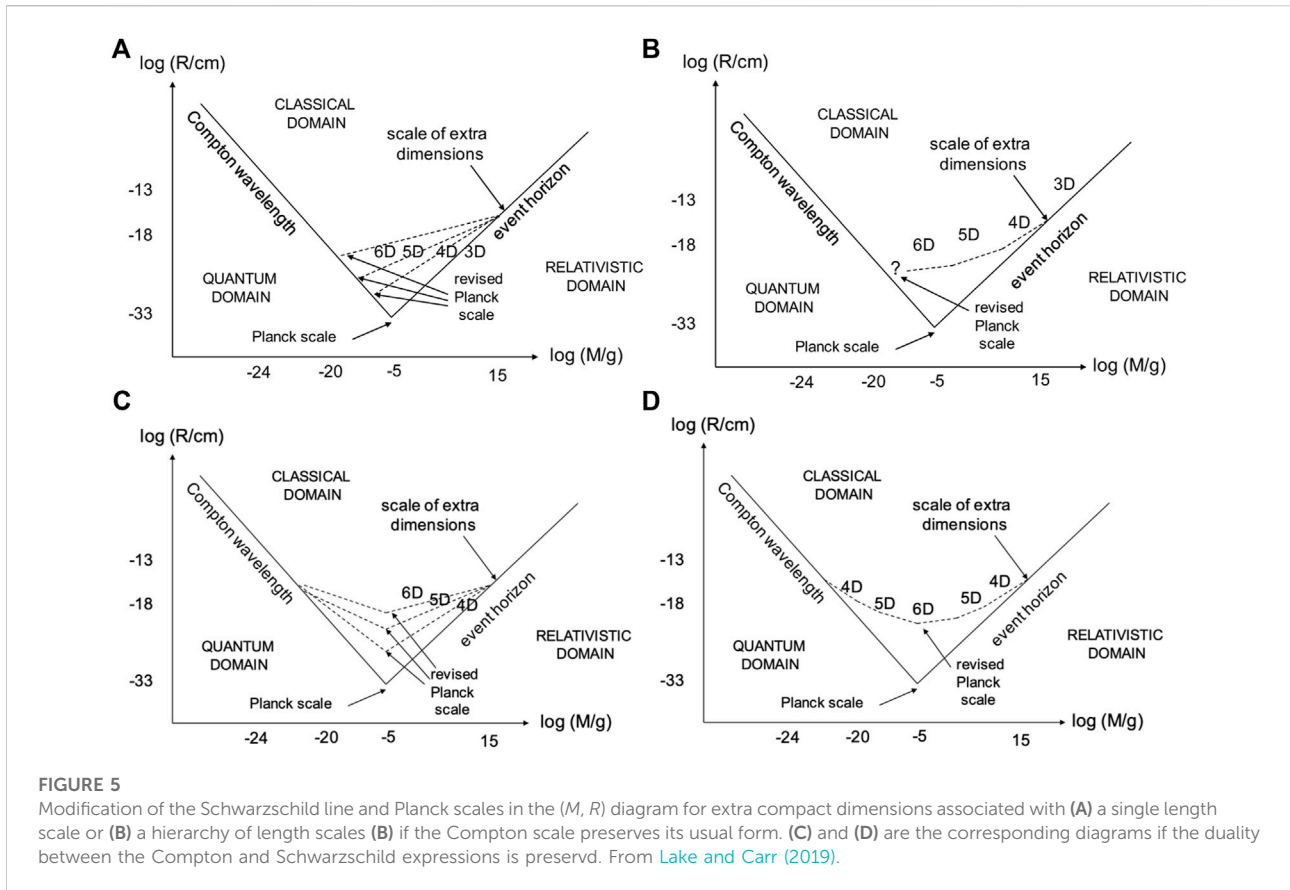 A
log (R/cm)
CLASSICAL
DOMAIN
Compton wavelength
scale of extra
dimensions
event horizon
-13
-18
-33
6D 5D 4D 3D
QUANTUM
DOMAIN
revised
Planck
scale
RELATIVISTIC
DOMAIN
Planck scale
log (M/g)
-24 -20 -5 15
B
log (R/cm)
CLASSICAL
DOMAIN
Compton wavelength
scale of extra
dimensions
3D
-13
-18
-33
6D 5D 4D
?
event horizon
QUANTUM
DOMAIN
revised
Planck
scale
RELATIVISTIC
DOMAIN
Planck scale
log (M/g)
-24 -20 -5 15
C
log (R/cm)
CLASSICAL
DOMAIN
Compton wavelength
scale of extra
dimensions
-13
-18
-33
6D 5D 4D
event horizon
QUANTUM
DOMAIN
revised
Planck
scale
RELATIVISTIC
DOMAIN
Planck scale
log (M/g)
-24 -20 -5 15
D
log (R/cm)
CLASSICAL
DOMAIN
Compton wavelength
scale of extra
dimensions
-13
-18
-33
4D 5D 6D 5D 4D
event horizon
QUANTUM
DOMAIN
revised
Planck
scale
RELATIVISTIC
DOMAIN
Planck scale
log (M/g)
-24 -20 -5 15
FIGURE 5
Modification of the Schwarzschild line and Planck scales in the (M, R) diagram for extra compact dimensions associated with (A) a single length
scale or (B) a hierarchy of length scales (B) if the Compton scale preserves its usual form. (C) and (D) are the corresponding diagrams if the duality
between the Compton and Schwarzschild expressions is preservd. From Lake and Carr (2019).